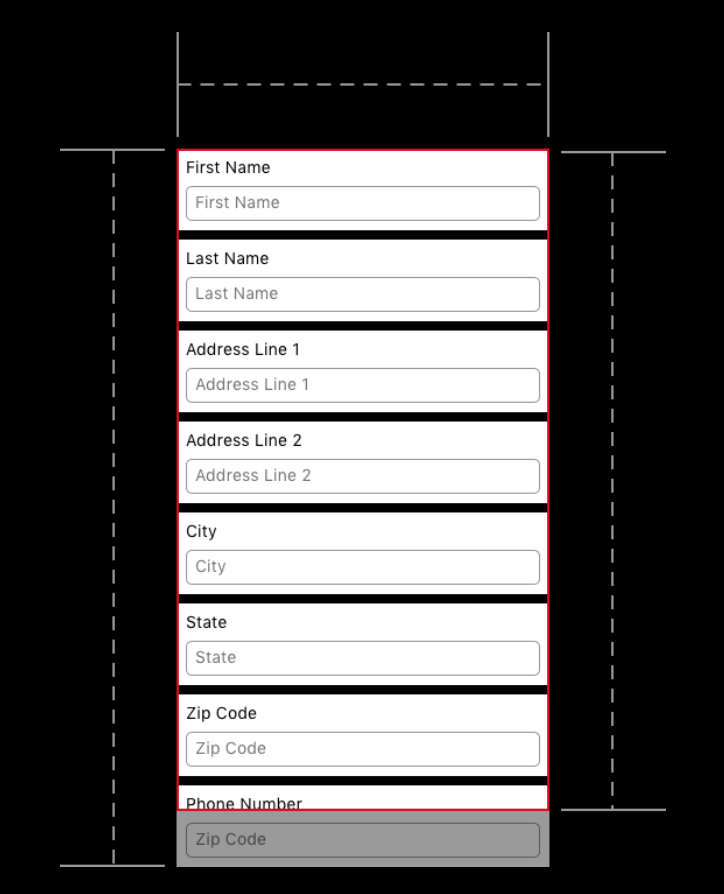 First Name
First Name
Last Name
Last Name
Address Line 1
Address Line 1
Address Line 2
Address Line 2
City
City
State
State
Zip Code
Zip Code
Phone Number
Zip Code